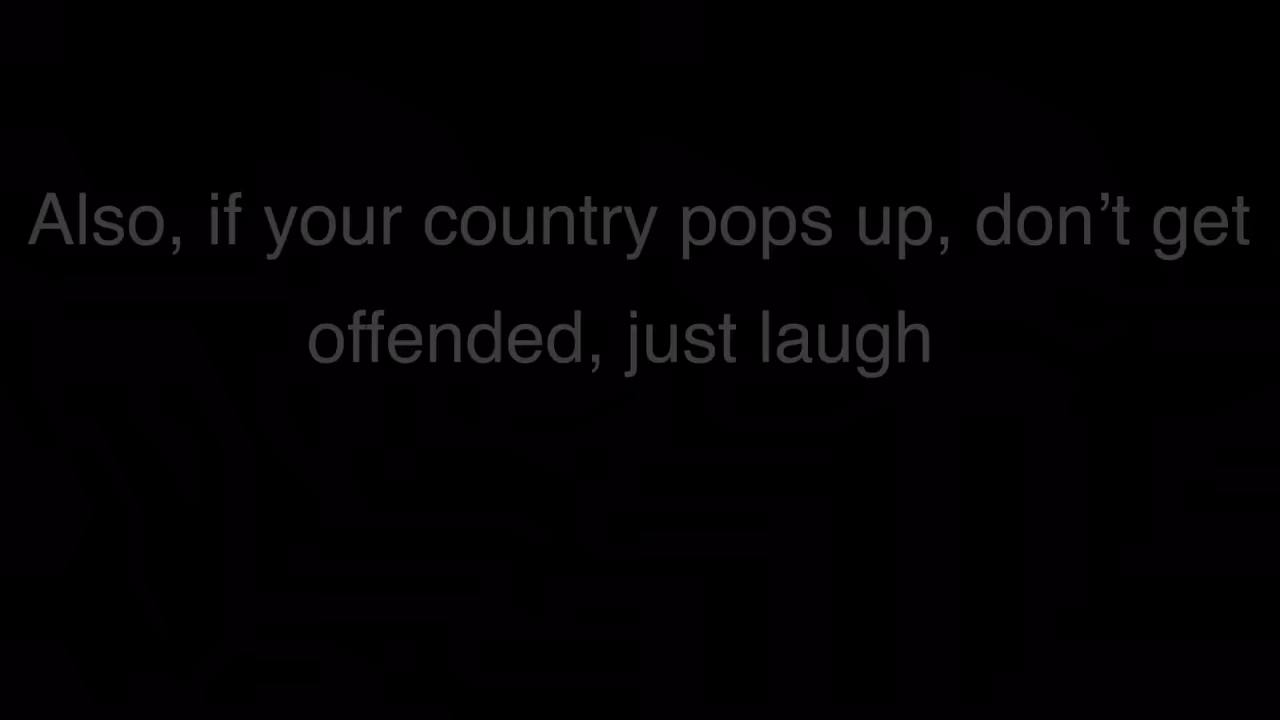 Also, if your country pops up, don’t get
offended, just laugh